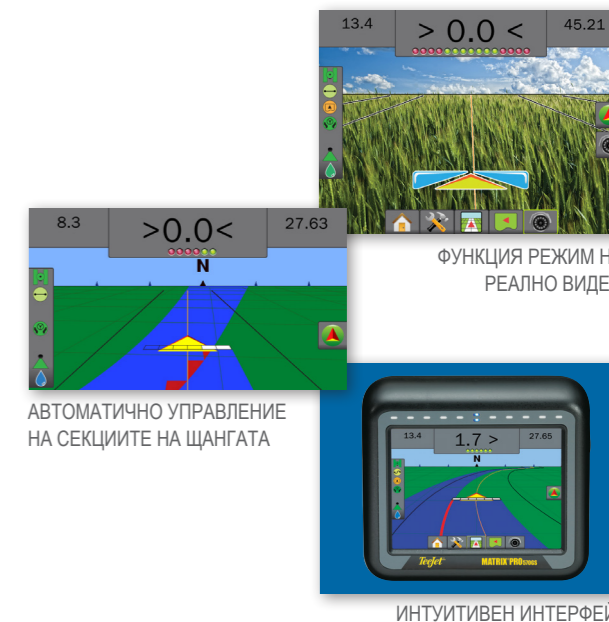 13.4 > 0.0 < 45.21
ФУНКЦИЯ РЕЖИМ Н
РЕАЛНО ВИДЕ
8.3 >0.0< 27.63
N
АВТОМАТИЧНО УПРАВЛЕНИЕ
НА СЕКЦИИТЕ НА ЩАНГАТА
13.4 1.7 > 27.65
N
TeeJet MATRIX PRO 570GS
ИНТУИТИВЕН ИНТЕРФЕЙ